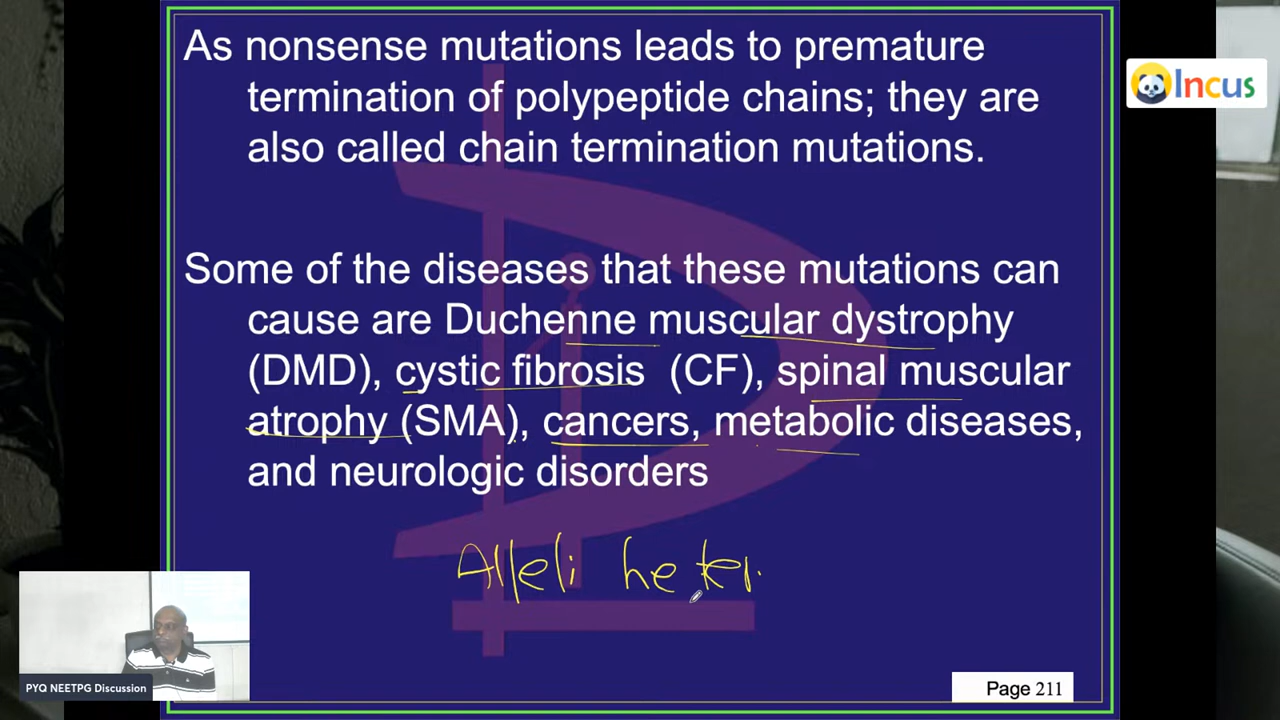 As nonsense mutations leads to premature
termination of polypeptide chains; they are
also called chain termination mutations.
Some of the diseases that these mutations can
cause are Duchenne muscular dystrophy
(DMD), cystic fibrosis (CF), spinal muscular
atrophy (SMA), cancers, metabolic diseases,
and neurologic disorders
Alleli heter.
Incus
PYQ NEETPG Discussion
Page 211